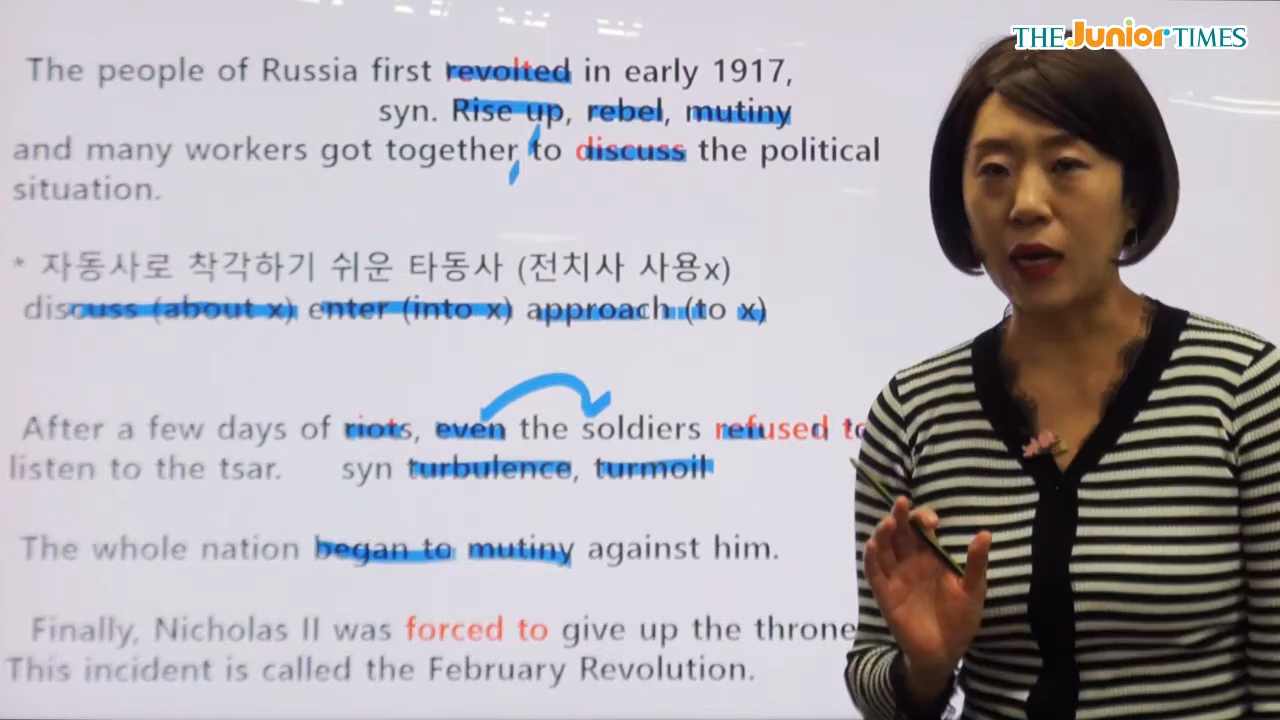 THE Junior TIMES
The people of Russia first revolted in early 1917,
syn. Rise up, rebel, mutiny
and many workers got together to discuss the political
situation.
* 자동사로 착각하기 쉬운 타동사 (전치사 사용x)
discuss (about x) enter (into x) approach (to x)
After a few days of riots, even the soldiers refused to
listen to the tsar. syn turbulence, turmoil
The whole nation began to mutiny against him.
Finally, Nicholas II was forced to give up the throne
This incident is called the February Revolution.